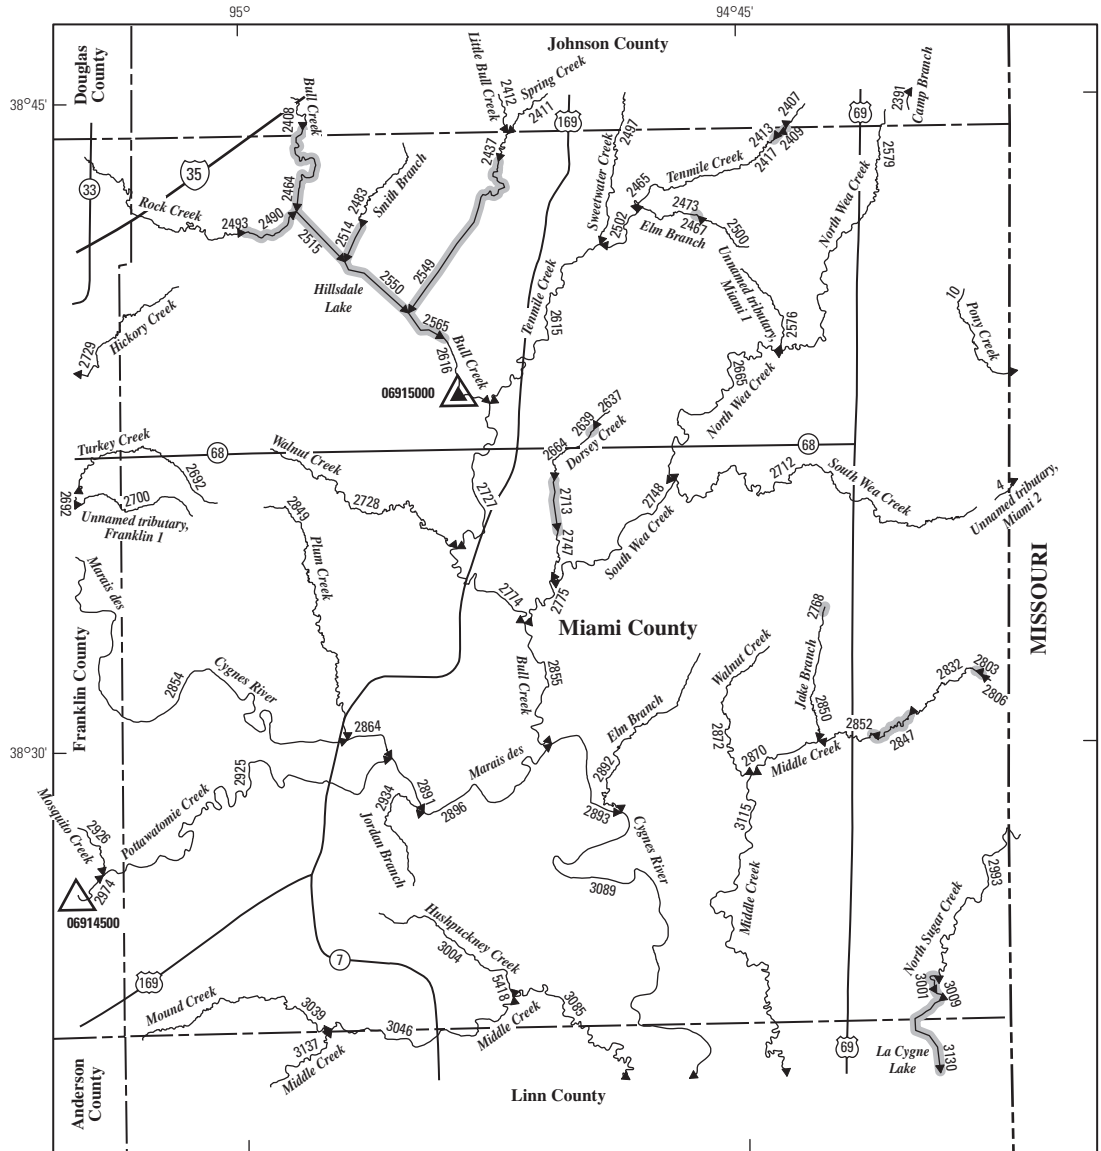 95°
94°45'
38°45'
38°30'
Douglas
County
Johnson County
Franklin County
Miami County
MISSOURI
Anderson
County
Linn County
Bull Creek
2408
Little Bull Creek
2412
Spring Creek
2411
169
69
2391
Camp Branch
35
33
2437
2497
Sweetwater Creek
2407
2413
2409
2417
Tenmile Creek
2579
2464
2483
Smith Branch
2465
2473
2467
Elm Branch
2500
2502
North Wea Creek
Rock Creek
2493
2490
2515
2514
Hillsdale
Lake
2550
2549
Tenmile Creek
2615
Unnamed tributary,
Miami 1
2576
Hickory Creek
2729
2565
2616
Bull Creek
06915000
2665
North Wea Creek
10
Pony Creek
Turkey Creek
68
2692
2692
2700
Unnamed tributary,
Franklin 1
Walnut Creek
2728
2637
2639
Dorsey Creek
2664
68
2712
South Wea Creek
4
Unnamed tributary,
Miami 2
2849
Plum Creek
2727
2713
2747
2748
South Wea Creek
2775
2774
Marais des
2854
Cygnes River
2855
Bull Creek
Elm Branch
Walnut Creek
2768
Jake Branch
2850
2832
2803
2806
2852
2847
2864
2872
2870
Middle Creek
2892
2925
2891
Marais des
2896
2893
2934
Jordan Branch
3115
Mosquito Creek
2926
Pottawatomie Creek
2974
06914500
Cygnes River
3089
Middle Creek
2993
North Sugar Creek
3001
3009
Hushpuckney Creek
3004
7
169
5418
3085
Middle Creek
Mound Creek
3039
3046
3137
Middle Creek
69
La Cygne
Lake
3130